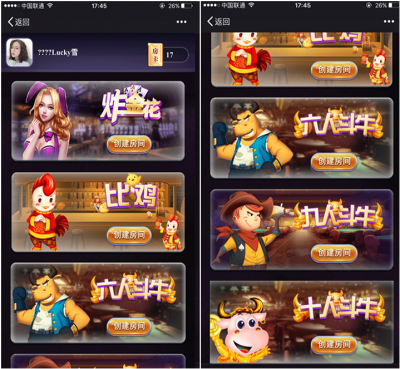 中国联通
17:45
26%
返回
????Lucky雪
房卡
17
炸金花
创建房间
比鸡
创建房间
六人斗牛
创建房间
中国联通
17:45
26%
返回
创建房间
六人斗牛
创建房间
九人斗牛
创建房间
十人斗牛
创建房间